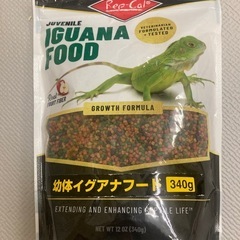 Rep-Cal
JUVENILE
IGUANA
FOOD
VETERINARIAN
FORMULATED
+ TESTED
GROWTH FORMULA
幼体イグアナフード
340g
EXTENDING AND ENHANCING REPTILE LIFE
NET WT 12 OZ (340g)